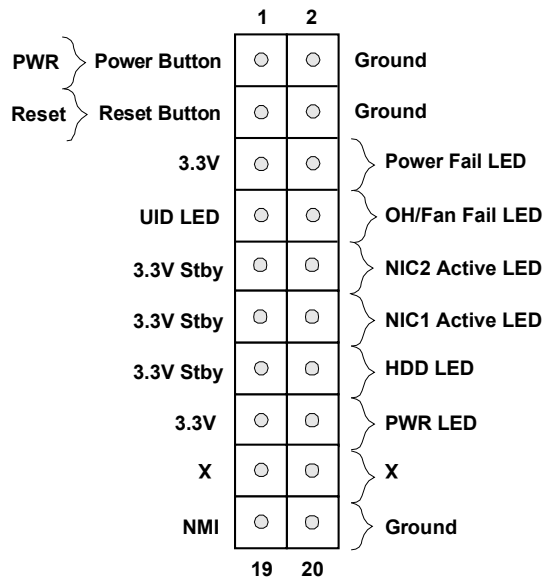 1 2
PWR Power Button Ground
Reset Reset Button Ground
3.3V Power Fail LED
UID LED OH/Fan Fail LED
3.3V Stby NIC2 Active LED
3.3V Stby NIC1 Active LED
3.3V Stby HDD LED
3.3V PWR LED
X X
NMI Ground
19 20